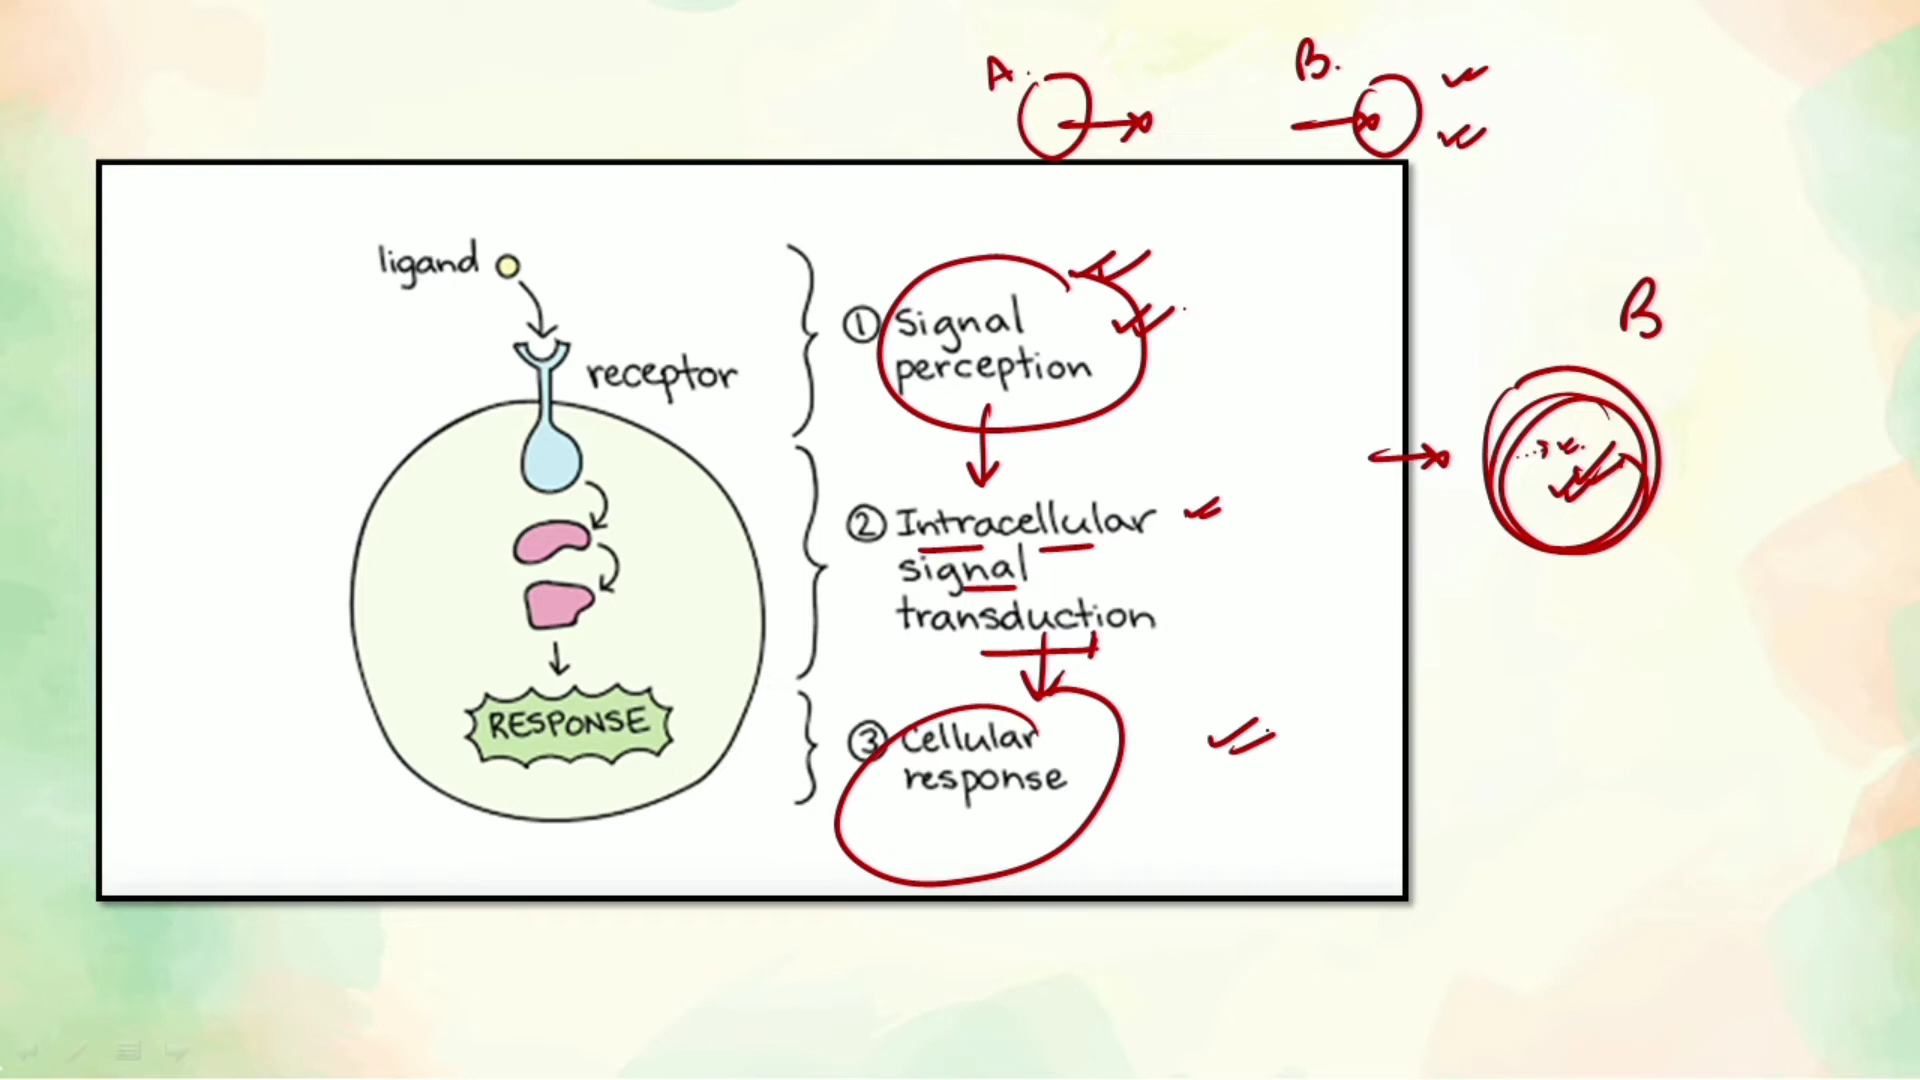 A.
B.
ligand
receptor
① Signal
perception
B
② Intracellular
signal
transduction
RESPONSE
③ Cellular
response